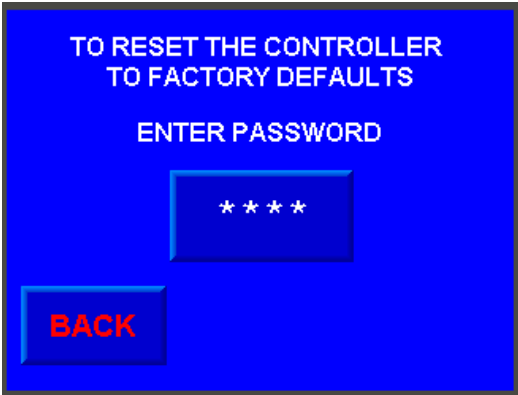 TO RESET THE CONTROLLER
TO FACTORY DEFAULTS
ENTER PASSWORD
****
BACK